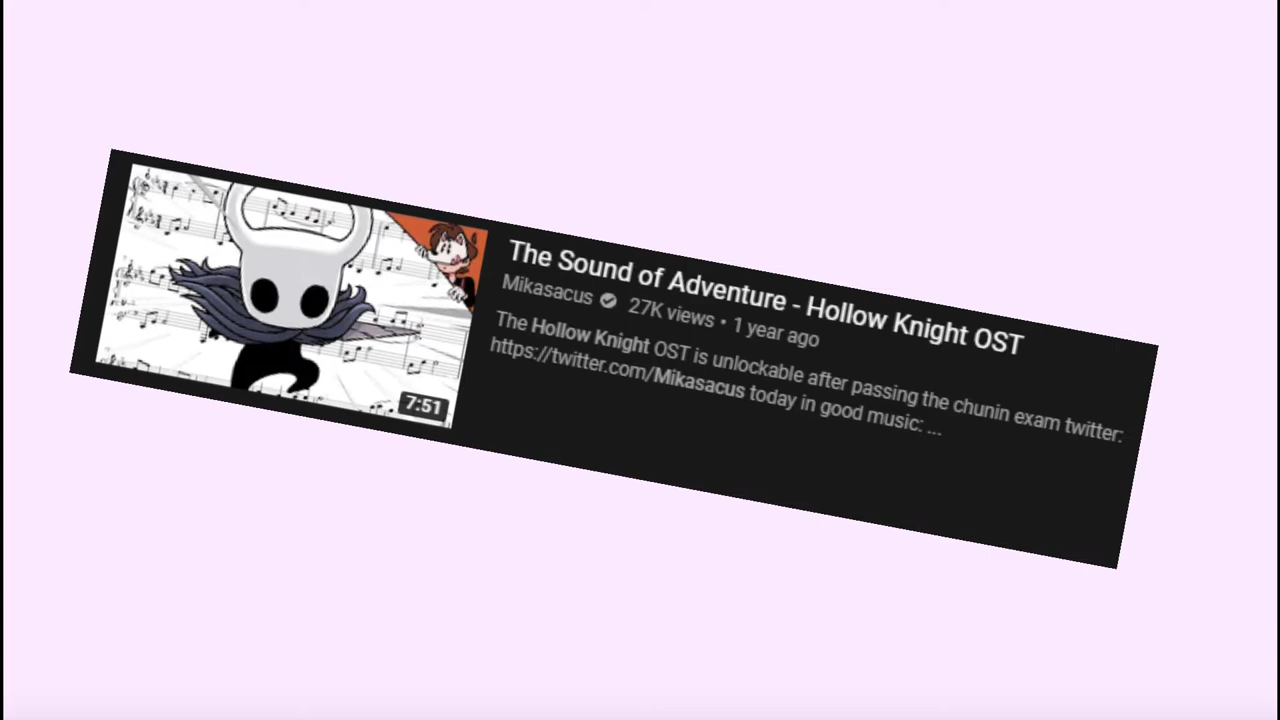 The Sound of Adventure - Hollow Knight OST
Mikasacus 27K views • 1 year ago
The Hollow Knight OST is unlockable after passing the chunin exam twitter:
https://twitter.com/Mikasacus today in good music: ...
7:51